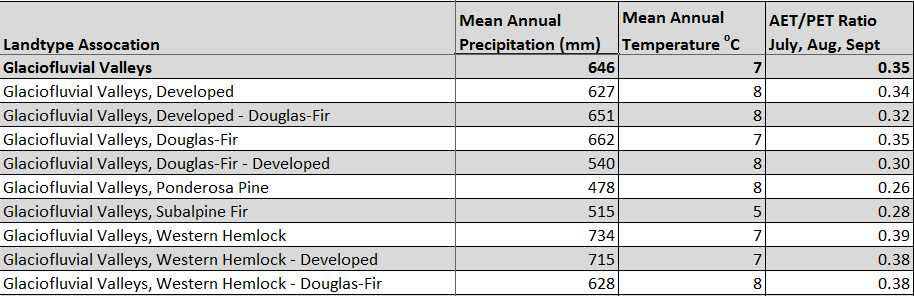 Landtype Assocation Mean Annual Precipitation (mm) Mean Annual Temperature °C AET/PET Ratio July, Aug, Sept
Glaciofluvial Valleys 646 7 0.35
Glaciofluvial Valleys, Developed 627 8 0.34
Glaciofluvial Valleys, Developed - Douglas-Fir 651 8 0.32
Glaciofluvial Valleys, Douglas-Fir 662 7 0.35
Glaciofluvial Valleys, Douglas-Fir - Developed 540 8 0.30
Glaciofluvial Valleys, Ponderosa Pine 478 8 0.26
Glaciofluvial Valleys, Subalpine Fir 515 5 0.28
Glaciofluvial Valleys, Western Hemlock 734 7 0.39
Glaciofluvial Valleys, Western Hemlock - Developed 715 7 0.38
Glaciofluvial Valleys, Western Hemlock - Douglas-Fir 628 8 0.38